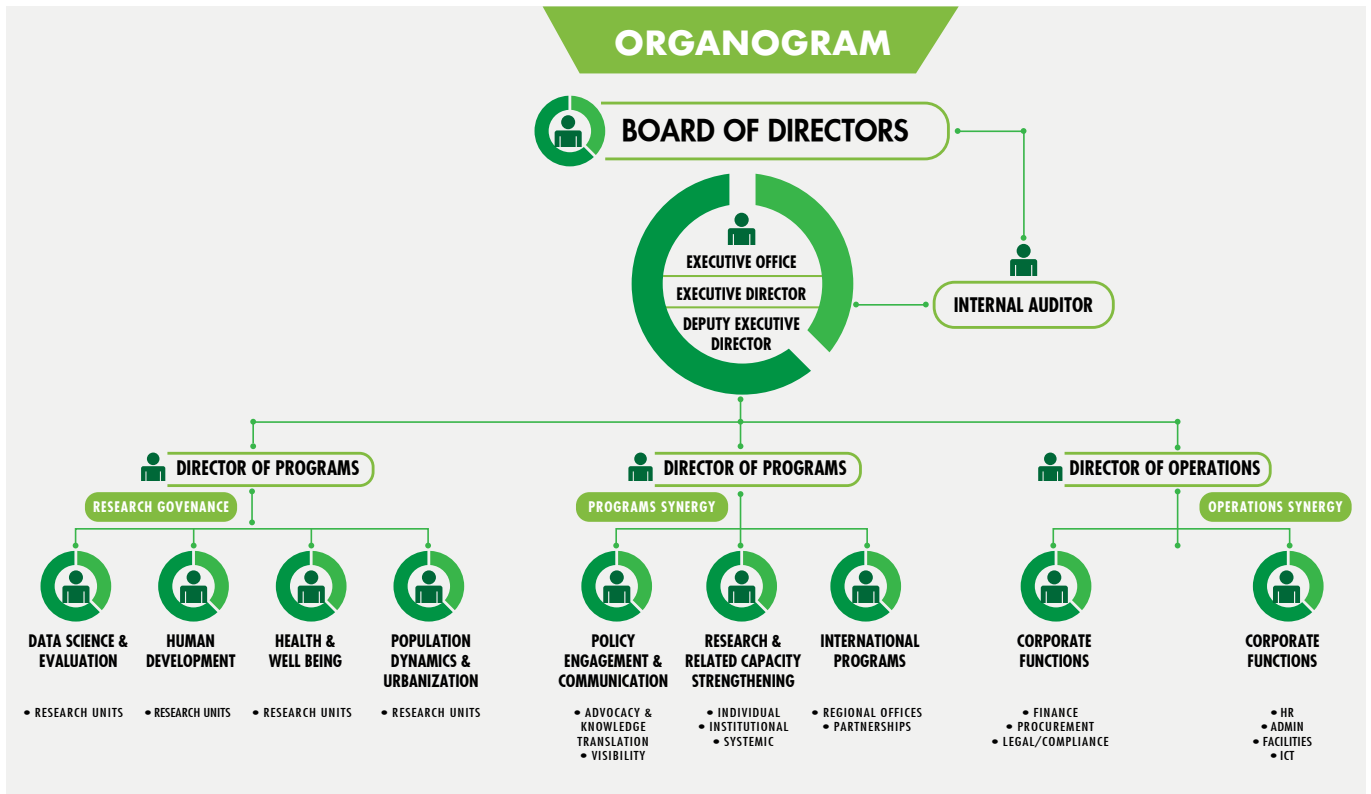 ORGANOGRAM
BOARD OF DIRECTORS
EXECUTIVE OFFICE
EXECUTIVE DIRECTOR
DEPUTY EXECUTIVE
DIRECTOR
INTERNAL AUDITOR
DIRECTOR OF PROGRAMS
RESEARCH GOVENANCE
DATA SCIENCE &
EVALUATION
• RESEARCH UNITS
HUMAN
DEVELOPMENT
• RESEARCH UNITS
HEALTH &
WELL BEING
• RESEARCH UNITS
POPULATION
DYNAMICS &
URBANIZATION
• RESEARCH UNITS
DIRECTOR OF PROGRAMS
PROGRAMS SYNERGY
POLICY
ENGAGEMENT &
COMMUNICATION
• ADVOCACY &
KNOWLEDGE
TRANSLATION
• VISIBILITY
RESEARCH &
RELATED CAPACITY
STRENGTHENING
• INDIVIDUAL
• INSTITUTIONAL
• SYSTEMIC
INTERNATIONAL
PROGRAMS
• REGIONAL OFFICES
• PARTNERSHIPS
DIRECTOR OF OPERATIONS
OPERATIONS SYNERGY
CORPORATE
FUNCTIONS
• FINANCE
• PROCUREMENT
• LEGAL/COMPLIANCE
CORPORATE
FUNCTIONS
• HR
• ADMIN
• FACILITIES
• ICT